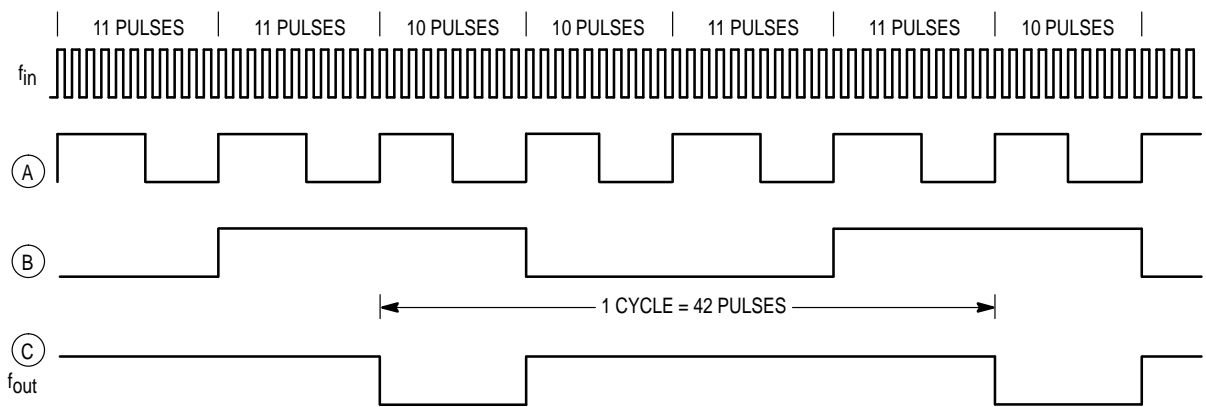 11 PULSES 11 PULSES 10 PULSES 10 PULSES 11 PULSES 11 PULSES 10 PULSES
fin
A
B
1 CYCLE = 42 PULSES
C
fout